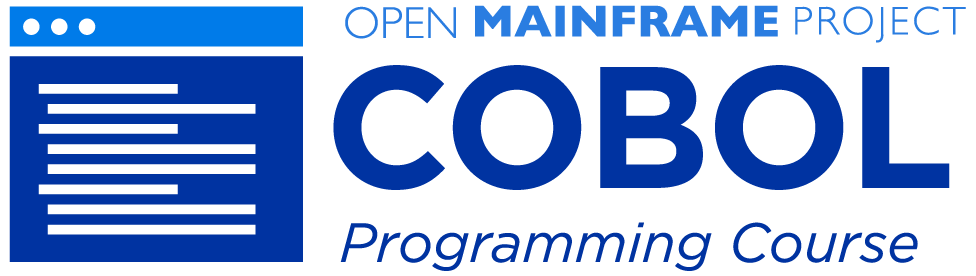 OPEN MAINFRAME PROJECT
COBOL
Programming Course